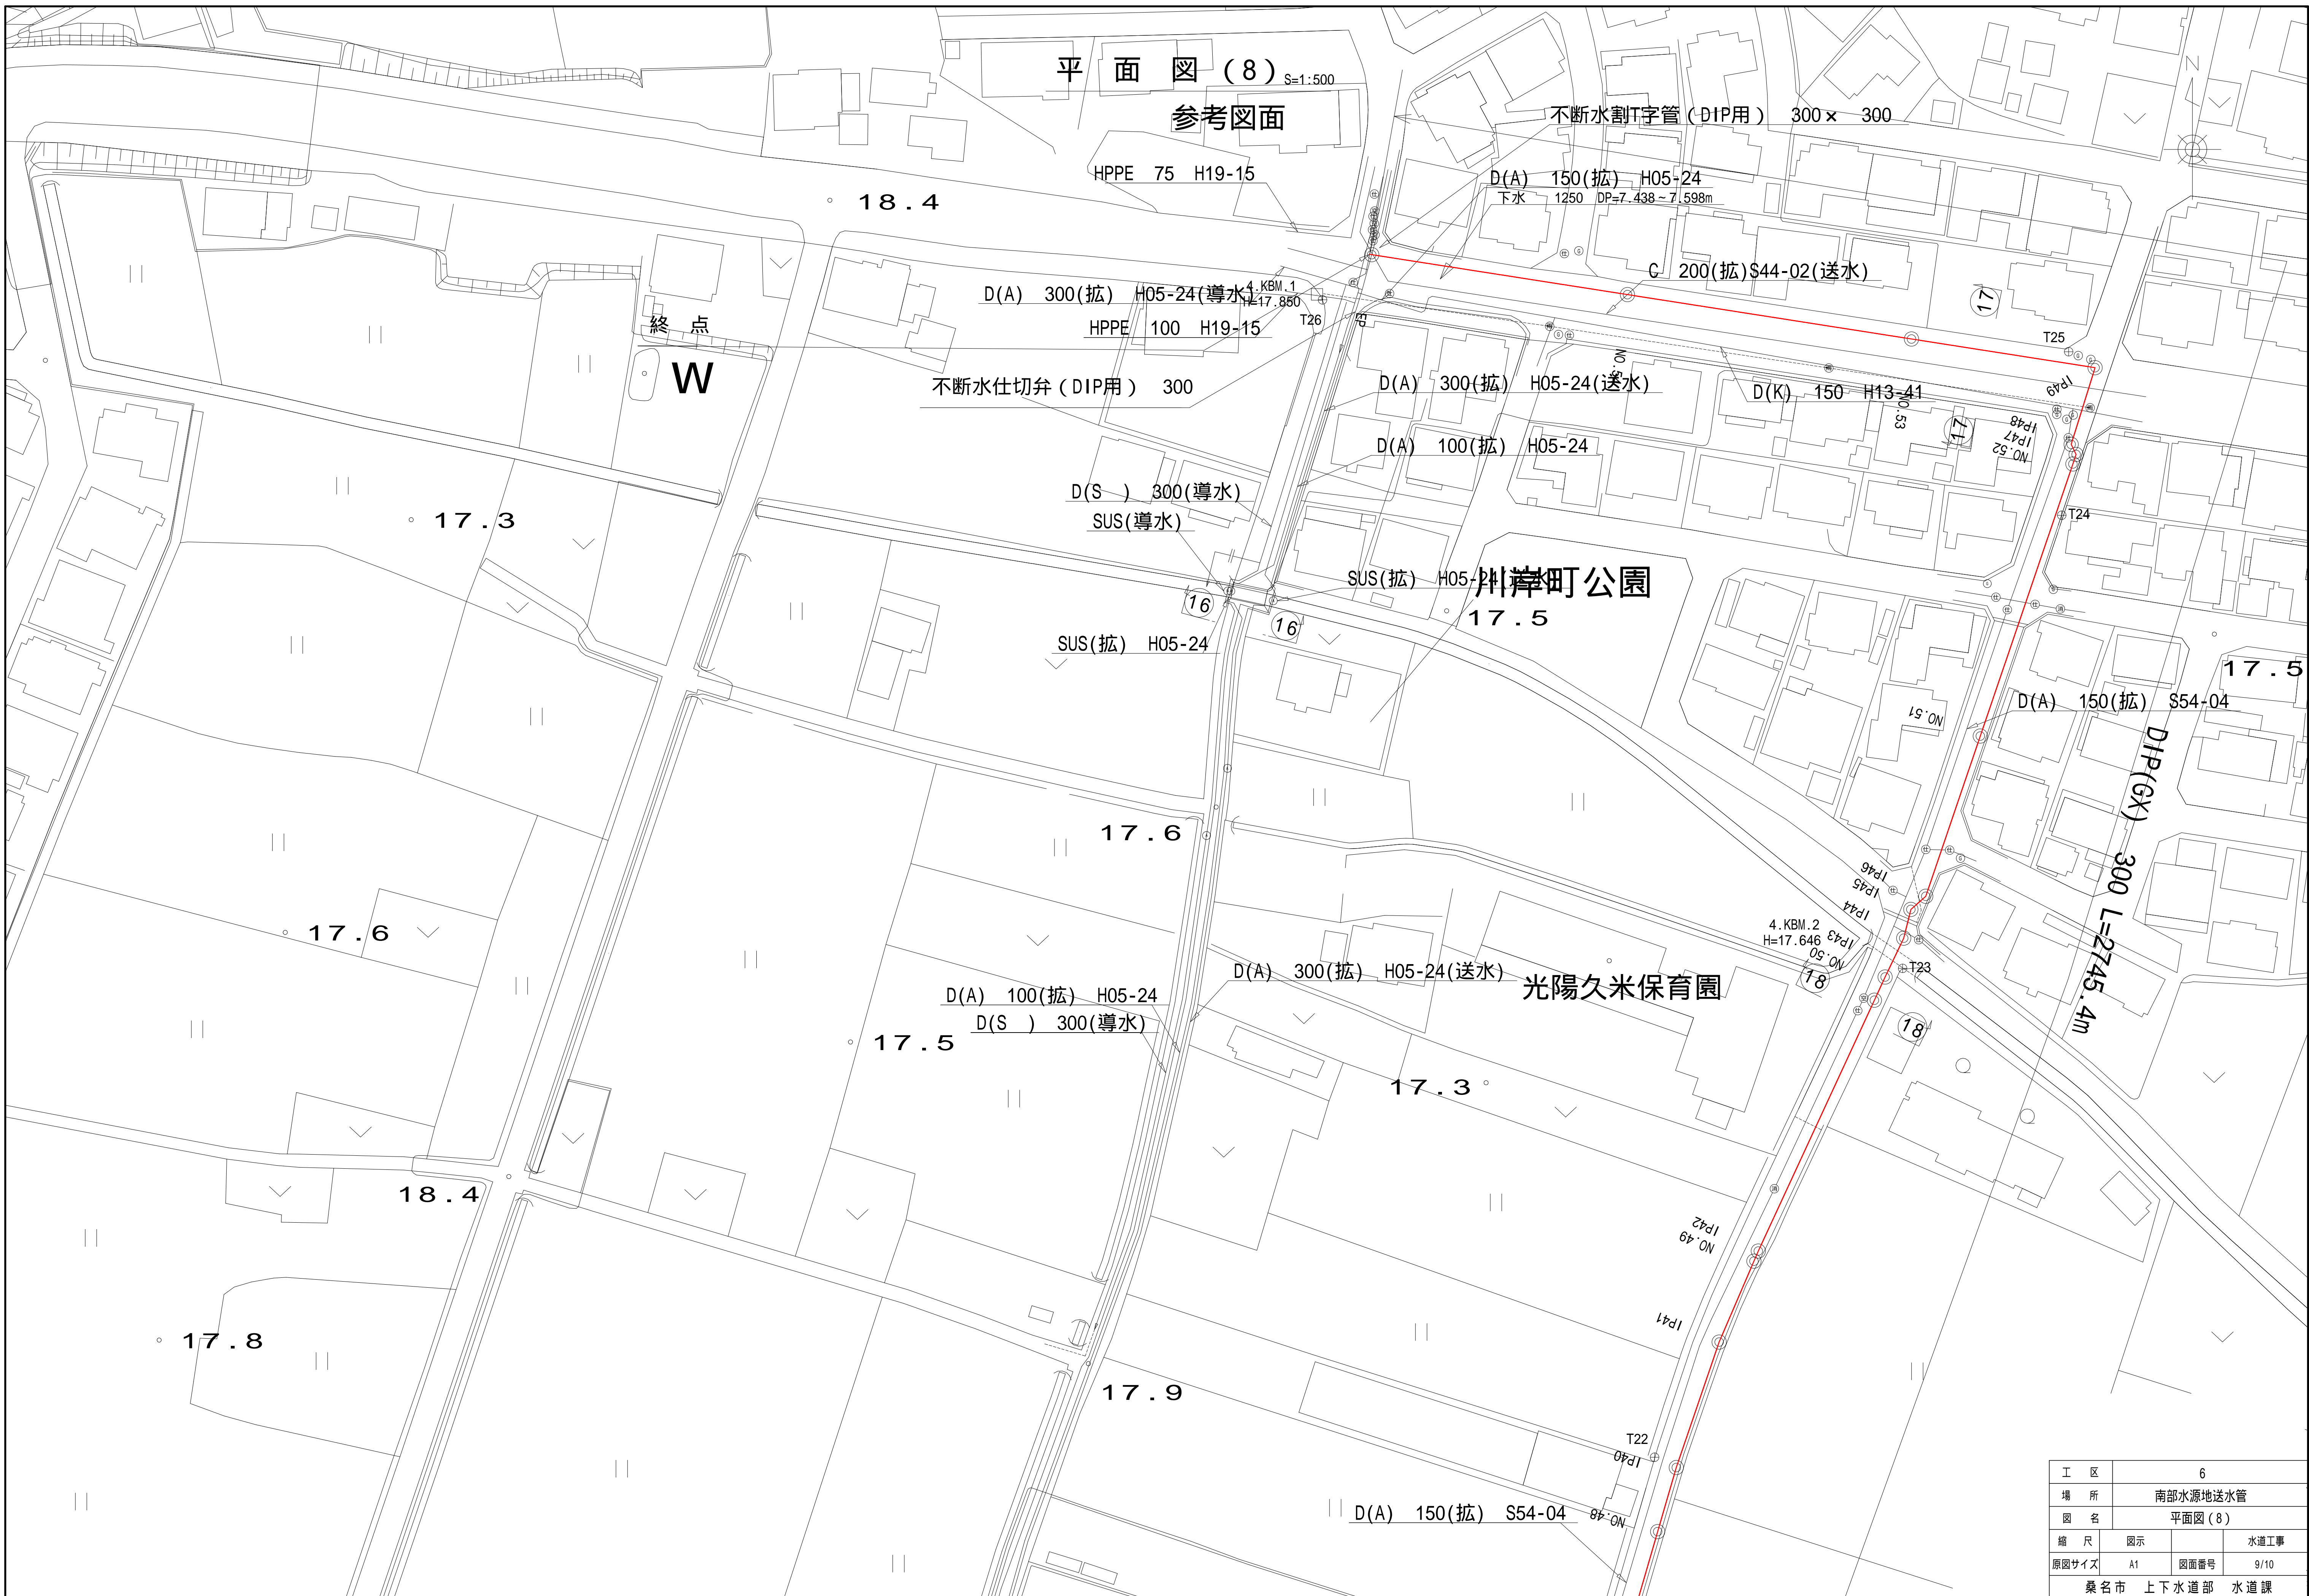 平 面 図 (8) S=1:500
参考図面
不断水割T字管(DIP用) 300× 300
HPPE 75 H19-15
D(A) 150(拡) H05-24
下水 1250 DP=7.438~7.598m
N
18.4
C 200(拡)S44-02(送水)
D(A) 300(拡) H05-24(導水)
4.KBM.1
H=17.850
T26
EP
HPPE 100 H19-15
17
T25
終 点
W
不断水仕切弁(DIP用) 300
D(A) 300(拡) H05-24(送水)
D(K) 150 H13-41
NO.53
17
IP49
IP48
IP47
NO.52
D(A) 100(拡) H05-24
D(S ) 300(導水)
SUS(導水)
17.3
T24
SUS(拡) H05-24(送水)
川岸町公園
17.5
16
16
SUS(拡) H05-24
17.5
D(A) 150(拡) S54-04
NO.51
DIP(GX) 300 L=2745.4m
17.6
IP46
IP45
IP44
IP43
NO.50
4.KBM.2
H=17.646
17.6
18
T23
18
D(A) 300(拡) H05-24(送水)
光陽久米保育園
D(A) 100(拡) H05-24
D(S ) 300(導水)
17.5
17.3
18.4
IP42
NO.49
IP41
17.8
17.9
T22
IP40
NO.48
D(A) 150(拡) S54-04
工 区 6
場 所 南部水源地送水管
図 名 平面図(8)
縮 尺 図示 水道工事
原図サイズ A1 図面番号 9/10
桑名市 上下水道部 水道課